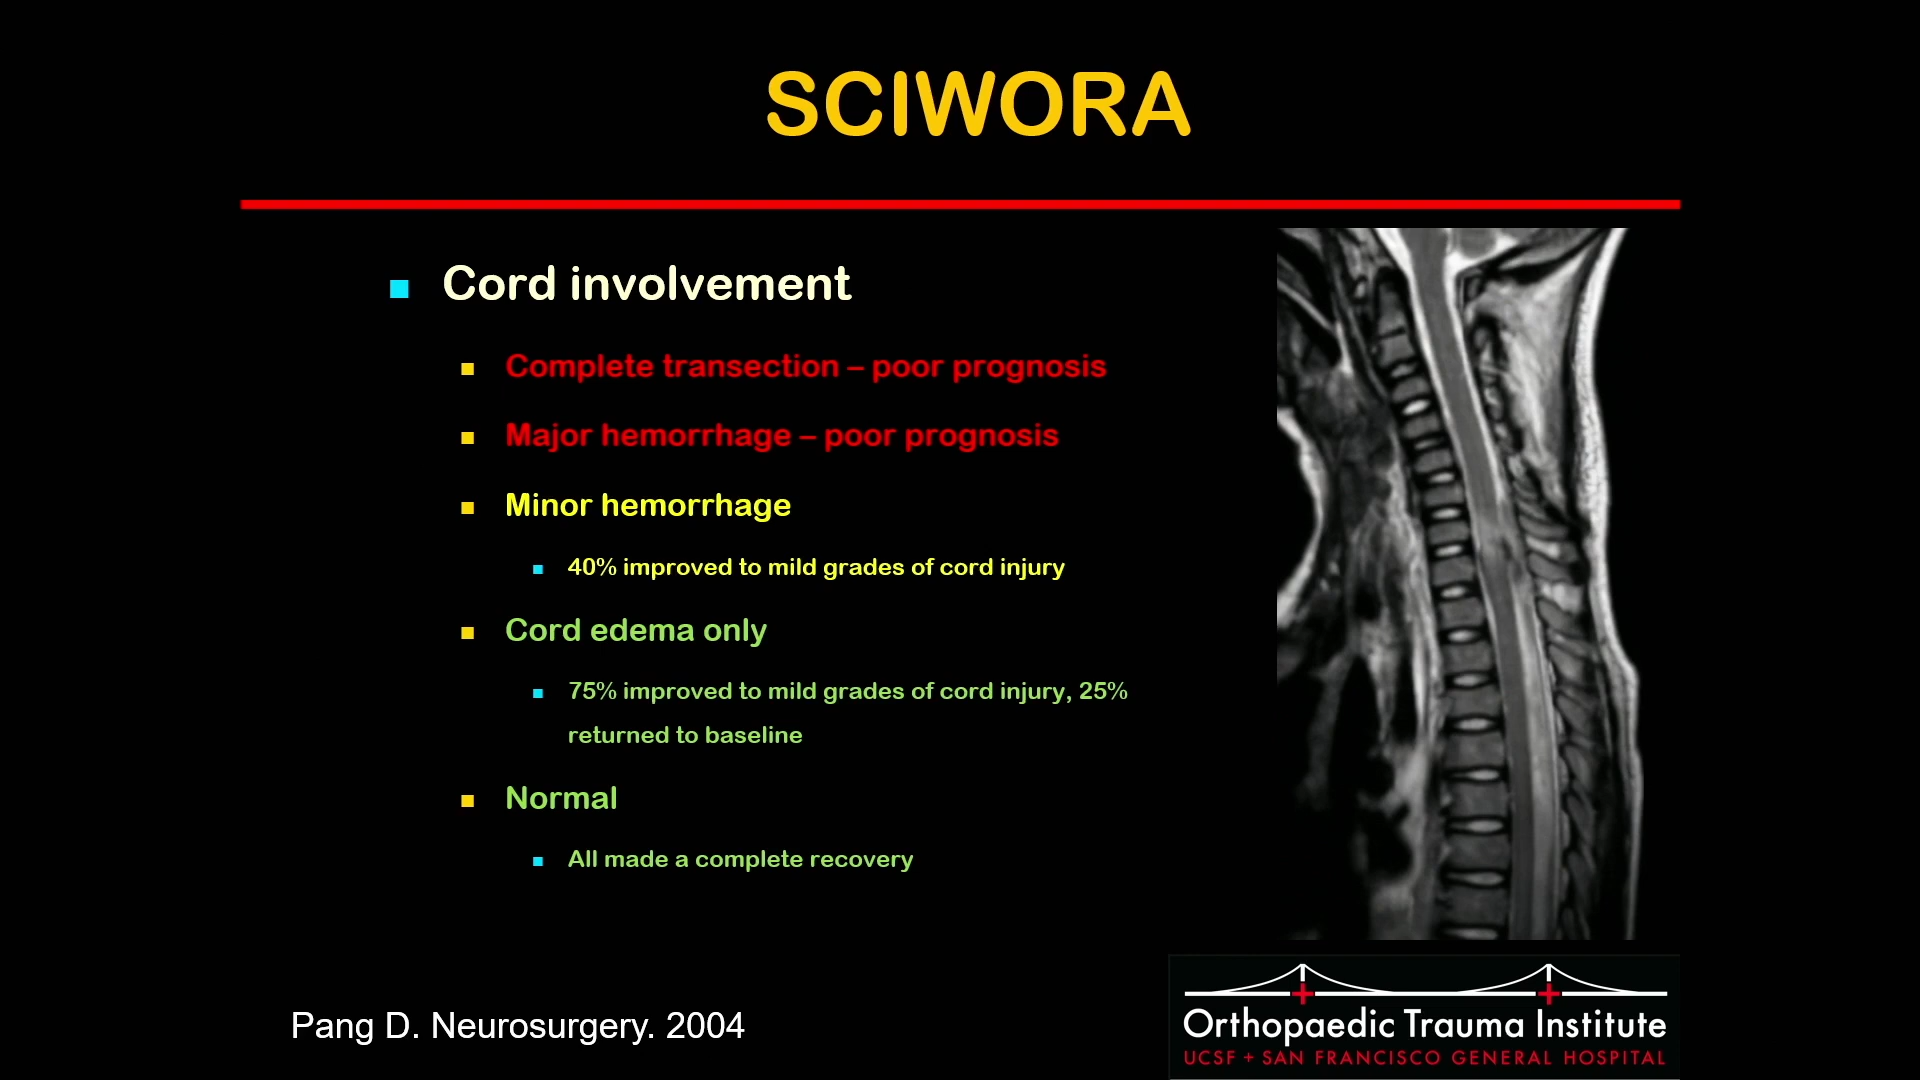 SCIWORA
Cord involvement
Complete transection – poor prognosis
Major hemorrhage – poor prognosis
Minor hemorrhage
40% improved to mild grades of cord injury
Cord edema only
75% improved to mild grades of cord injury, 25%
returned to baseline
Normal
All made a complete recovery
Pang D. Neurosurgery. 2004
Orthopaedic Trauma Institute
UCSF + SAN FRANCISCO GENERAL HOSPITAL